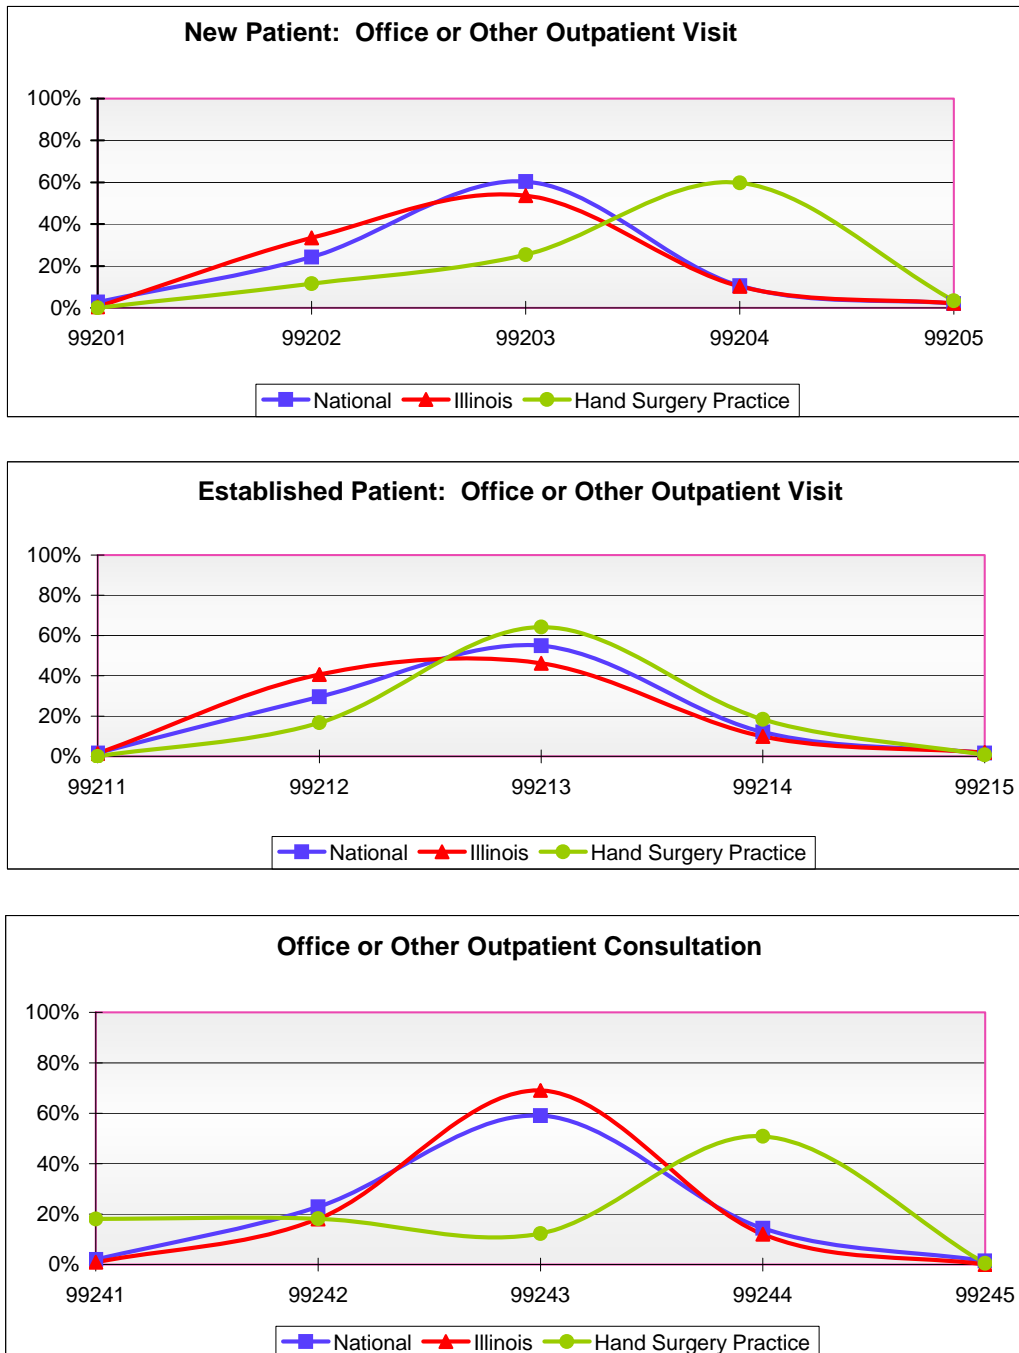 New Patient:  Office or Other Outpatient Visit
100%
80%
60%
40%
20%
0%
99201 99202 99203 99204 99205
National Illinois Hand Surgery Practice
Established Patient:  Office or Other Outpatient Visit
100%
80%
60%
40%
20%
0%
99211 99212 99213 99214 99215
National Illinois Hand Surgery Practice
Office or Other Outpatient Consultation
100%
80%
60%
40%
20%
0%
99241 99242 99243 99244 99245
National Illinois Hand Surgery Practice